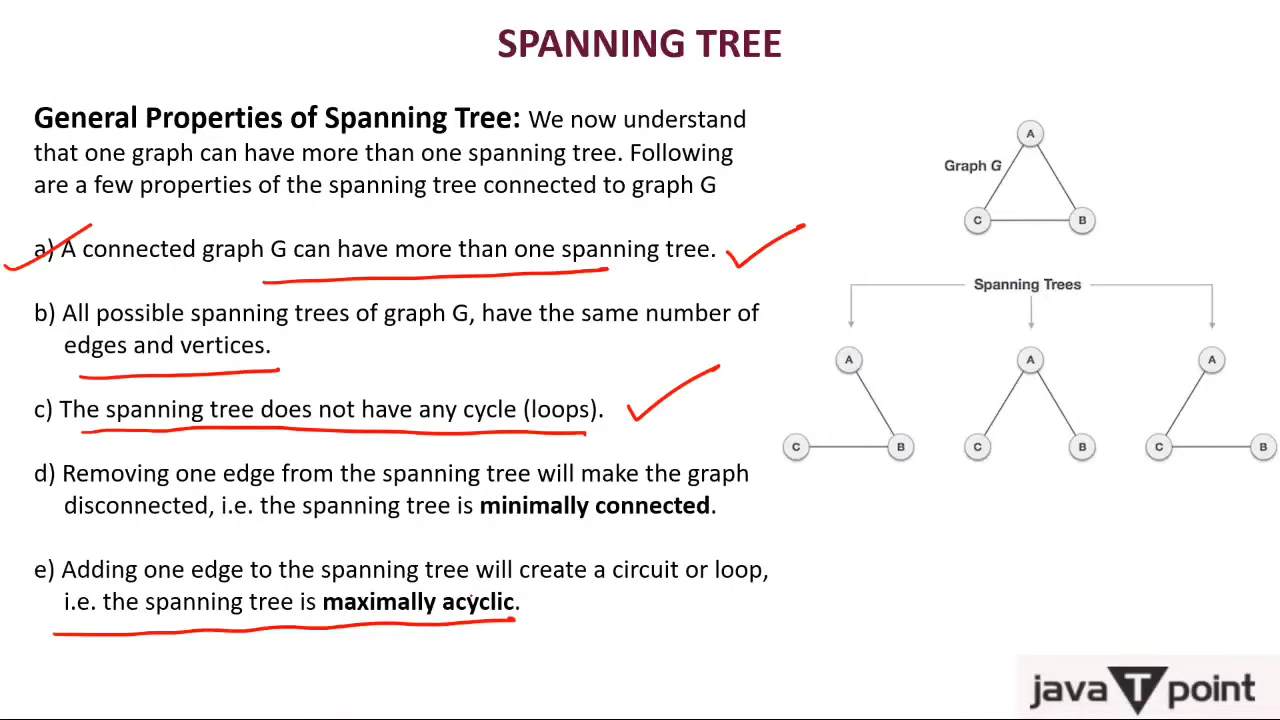 SPANNING TREE
General Properties of Spanning Tree: We now understand
that one graph can have more than one spanning tree. Following
are a few properties of the spanning tree connected to graph G
a) A connected graph G can have more than one spanning tree.
b) All possible spanning trees of graph G, have the same number of
edges and vertices.
c) The spanning tree does not have any cycle (loops).
d) Removing one edge from the spanning tree will make the graph
disconnected, i.e. the spanning tree is minimally connected.
e) Adding one edge to the spanning tree will create a circuit or loop,
i.e. the spanning tree is maximally acyclic.
A
Graph G
C B
Spanning Trees
A A A
C B C B C B
java T point